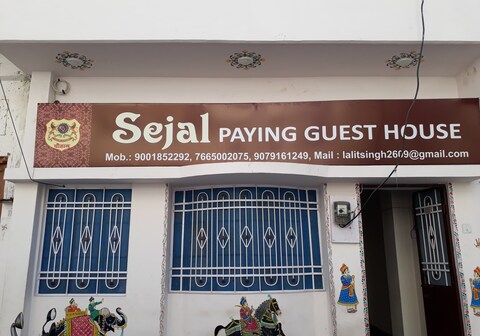 Sejal PAYING GUEST HOUSE
Mob.: 9001852292, 7665002075, 9079161249, Mail : lalitsingh2609@gmail.com